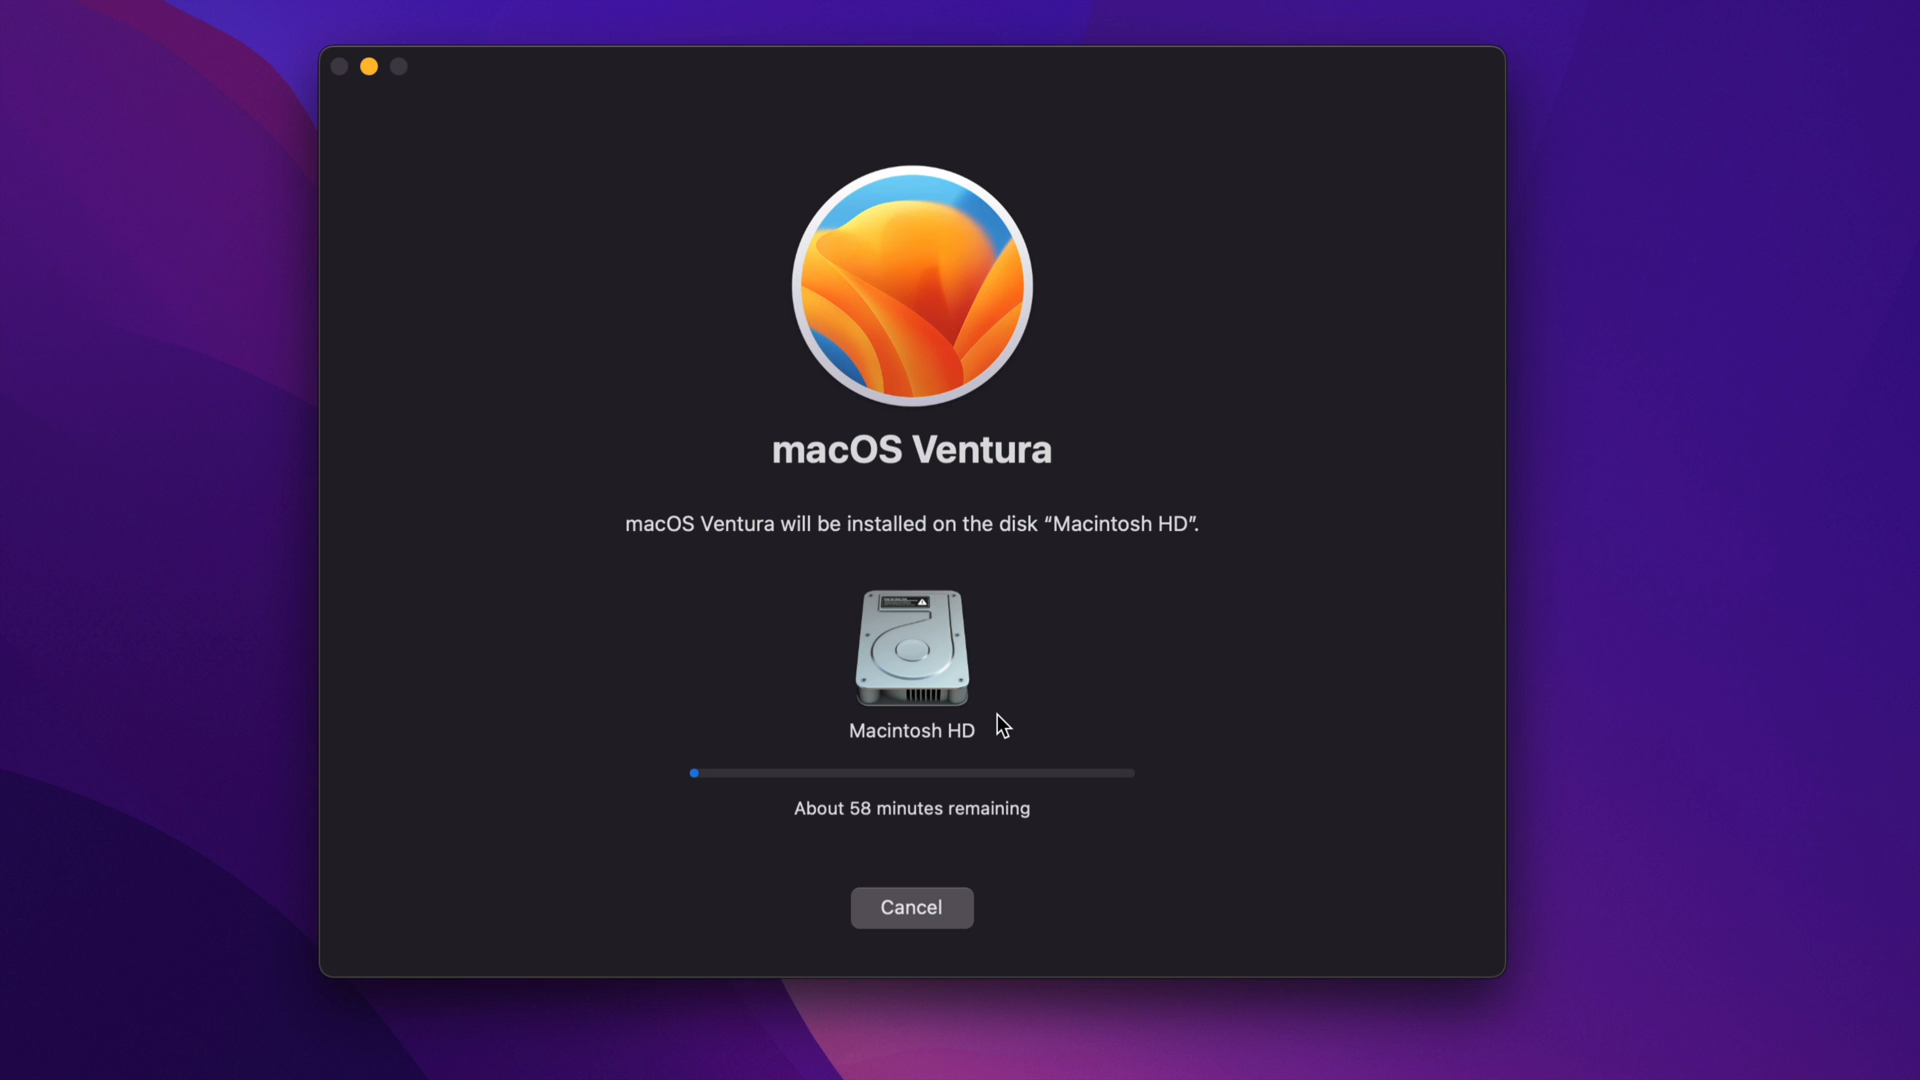 macOS Ventura
macOS Ventura will be installed on the disk “Macintosh HD”.
Macintosh HD
About 58 minutes remaining
Cancel